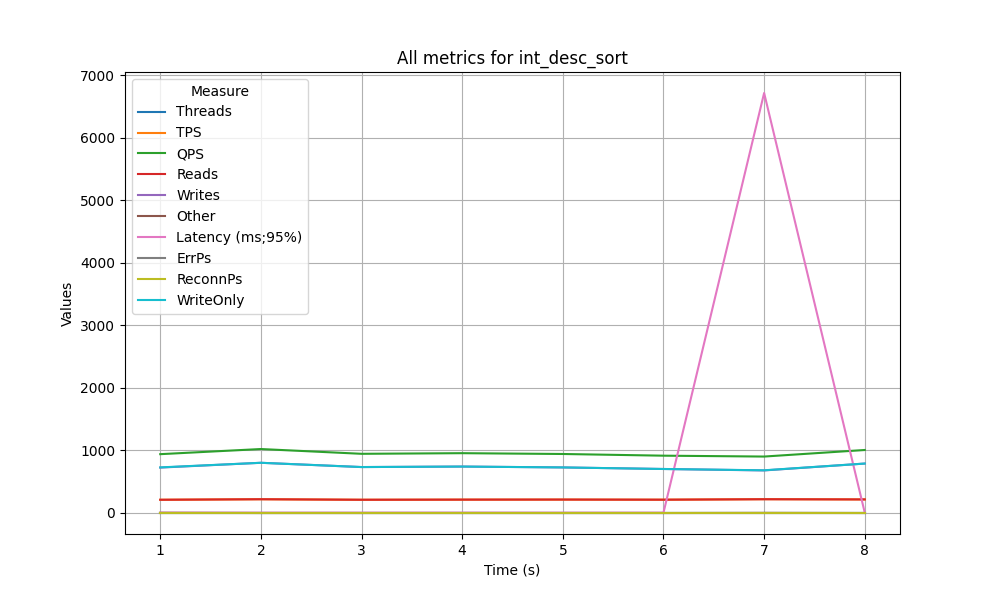 All metrics for int_desc_sort
7000
6000
5000
4000
3000
2000
1000
0
Values
Measure
Threads
TPS
QPS
Reads
Writes
Other
Latency (ms;95%)
ErrPs
ReconnPs
WriteOnly
1 2 3 4 5 6 7 8
Time (s)